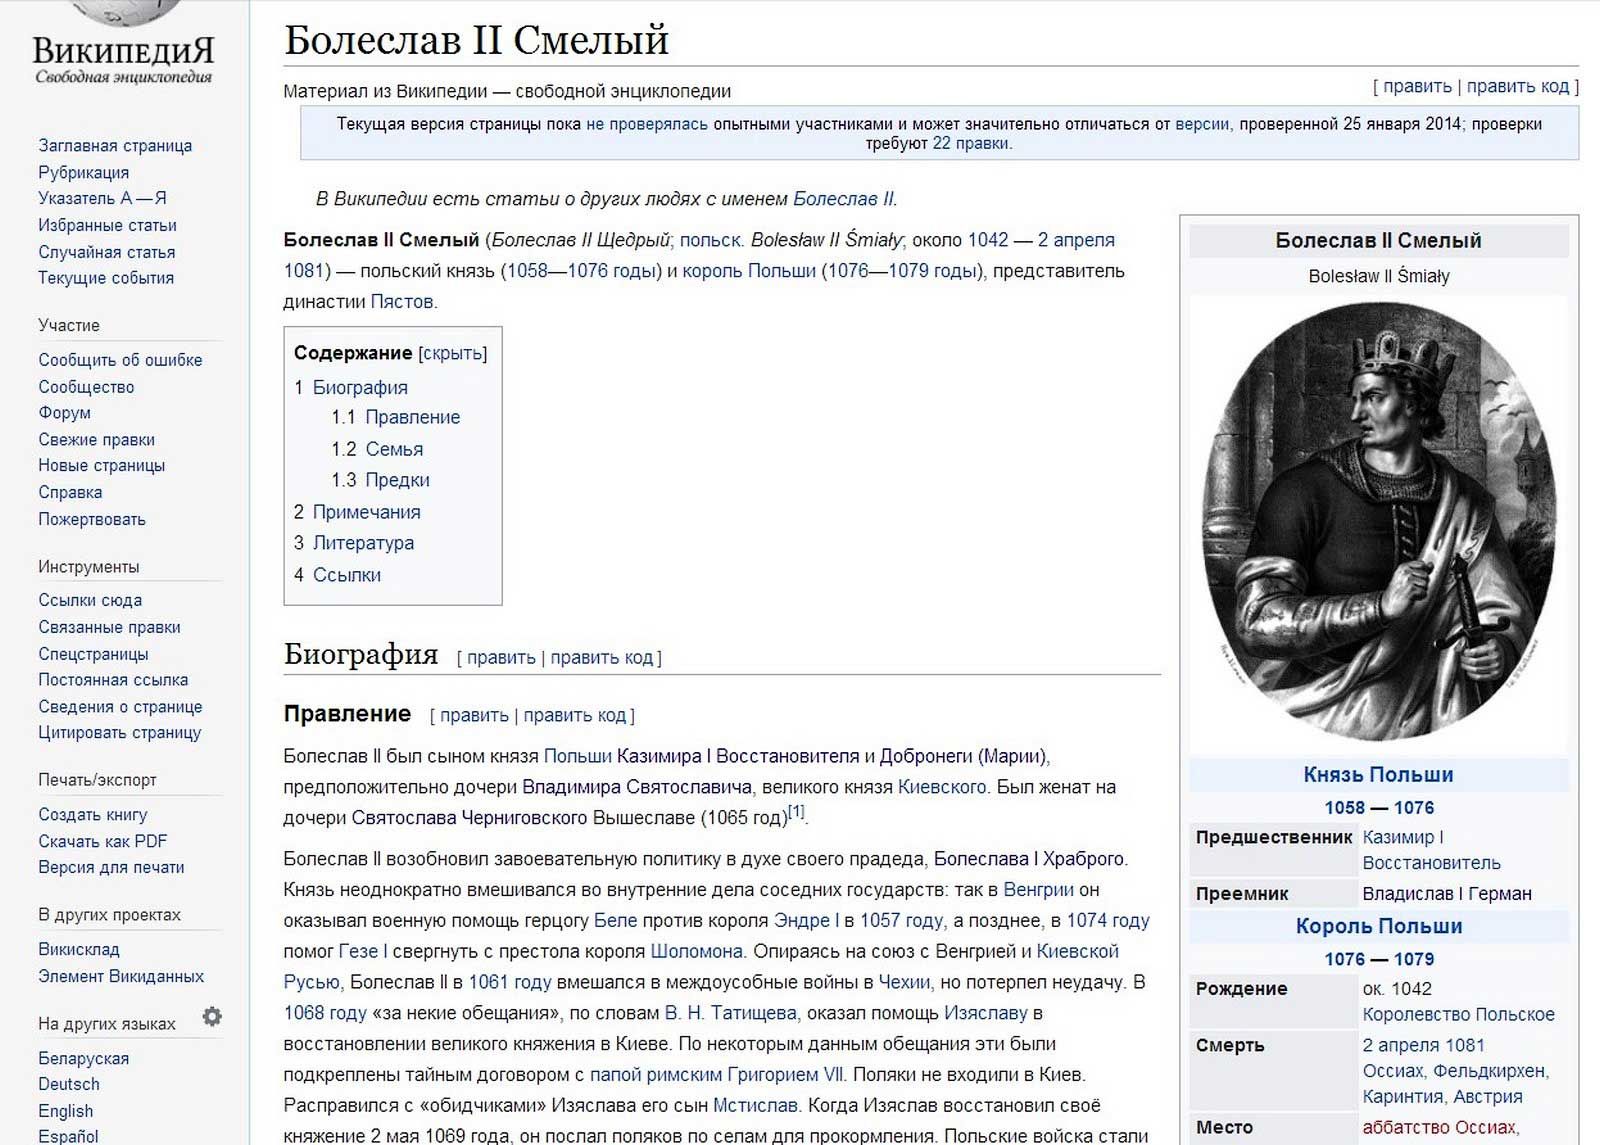 ВикипедиЯ
Свободная энциклопедия
Заглавная страница
Рубрикация
Указатель А — Я
Избранные статьи
Случайная статья
Текущие события
Участие
Сообщить об ошибке
Сообщество
Форум
Свежие правки
Новые страницы
Справка
Пожертвовать
Инструменты
Ссылки сюда
Связанные правки
Спецстраницы
Постоянная ссылка
Сведения о странице
Цитировать страницу
Печать/экспорт
Создать книгу
Скачать как PDF
Версия для печати
В других проектах
Викисклад
Элемент Викиданных
На других языках
Беларуская
Deutsch
English
Español
Болеслав II Смелый
Материал из Википедии — свободной энциклопедии
[ править | править код ]
Текущая версия страницы пока не проверялась опытными участниками и может значительно отличаться от версии, проверенной 25 января 2014; проверки
требуют 22 правки.
В Википедии есть статьи о других людях с именем Болеслав II.
Болеслав II Смелый (Болеслав II Щедрый; польск. Bolesław II Śmiały; около 1042 — 2 апреля
1081) — польский князь (1058—1076 годы) и король Польши (1076—1079 годы), представитель
династии Пястов.
Содержание [скрыть]
1 Биография
1.1 Правление
1.2 Семья
1.3 Предки
2 Примечания
3 Литература
4 Ссылки
Биография [ править | править код ]
Правление [ править | править код ]
Болеслав II был сыном князя Польши Казимира I Восстановителя и Добронеги (Марии),
предположительно дочери Владимира Святославича, великого князя Киевского. Был женат на
дочери Святослава Черниговского Вышеславе (1065 год)[1].
Болеслав II возобновил завоевательную политику в духе своего прадеда, Болеслава I Храброго.
Князь неоднократно вмешивался во внутренние дела соседних государств: так в Венгрии он
оказывал военную помощь герцогу Беле против короля Эндре I в 1057 году, а позднее, в 1074 году
помог Гезе I свергнуть с престола короля Шоломона. Опираясь на союз с Венгрией и Киевской
Русью, Болеслав II в 1061 году вмешался в междоусобные войны в Чехии, но потерпел неудачу. В
1068 году «за некие обещания», по словам В. Н. Татищева, оказал помощь Изяславу в
восстановлении великого княжения в Киеве. По некоторым данным обещания эти были
подкреплены тайным договором с папой римским Григорием VII. Поляки не входили в Киев.
Расправился с «обидчиками» Изяслава его сын Мстислав. Когда Изяслав восстановил своё
княжение 2 мая 1069 года, он послал поляков по селам для прокормления. Польские войска стали
Болеслав II Смелый
Bolesław II Śmiały
Князь Польши
1058 — 1076
Предшественник Казимир I
Восстановитель
Преемник Владислав I Герман
Король Польши
1076 — 1079
Рождение ок. 1042
Королевство Польское
Смерть 2 апреля 1081
Оссиах, Фельдкирхен,
Каринтия, Австрия
Место аббатство Оссиах,